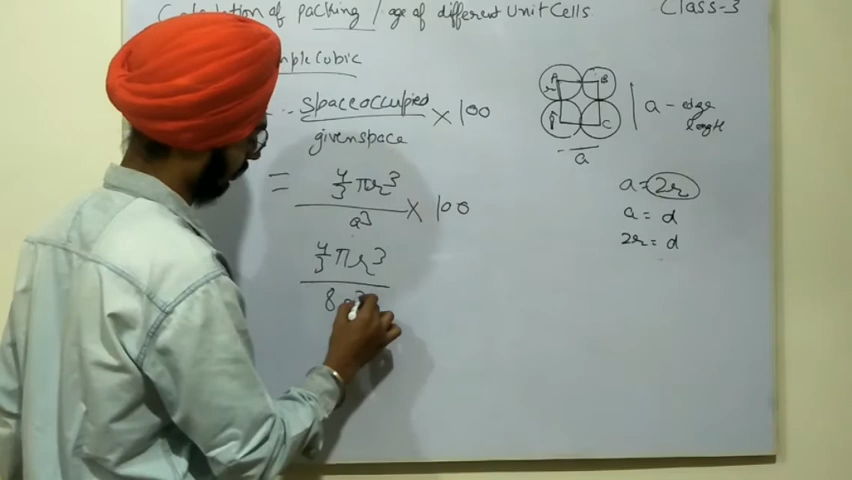 Calculation of packing / age of different Unit Cells Class-3
mple Cubic
space occupied × 100
given space
= 4/3 πr³ × 100
a³
4/3 πr³
8
A B
r
C
a - edge
length
a
a = 2r
a = d
2r = d